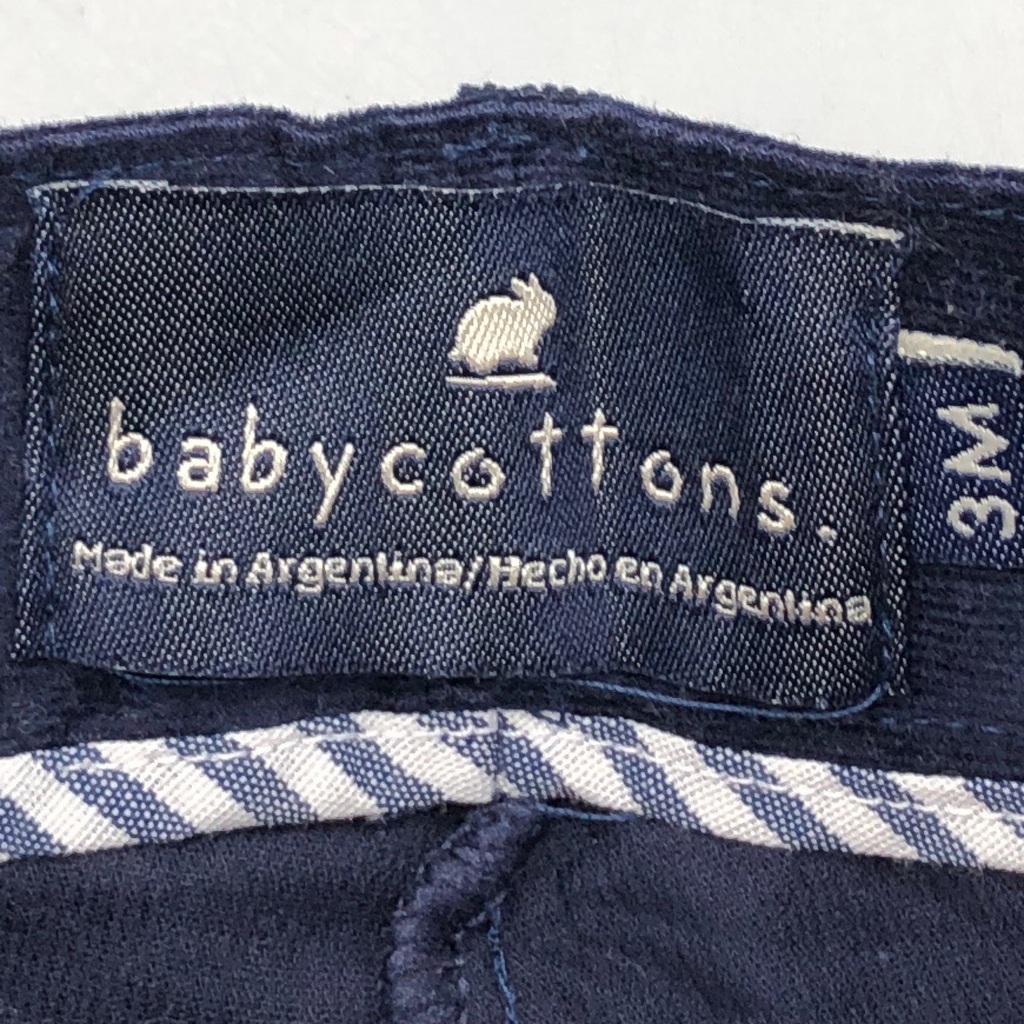 babycottons.
Made in Argentina/Hecho en Argentina
3M